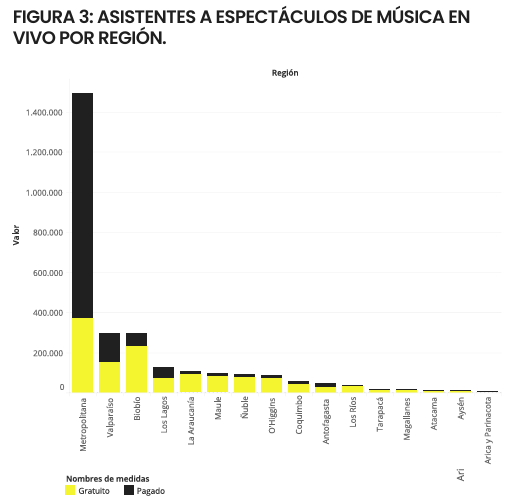 FIGURA 3: ASISTENTES A ESPECTÁCULOS DE MÚSICA EN
VIVO POR REGIÓN.
Región
Valor
1.400.000
1.200.000
1.000.000
800.000
600.000
400.000
200.000
0
Metropolitana
Valparaíso
Biobío
Los Lagos
La Araucanía
Maule
Ñuble
O'Higgins
Coquimbo
Antofagasta
Los Ríos
Tarapacá
Magallanes
Atacama
Aysén
Arica y Parinacota
Ari
Nombres de medidas
Gratuito
Pagado